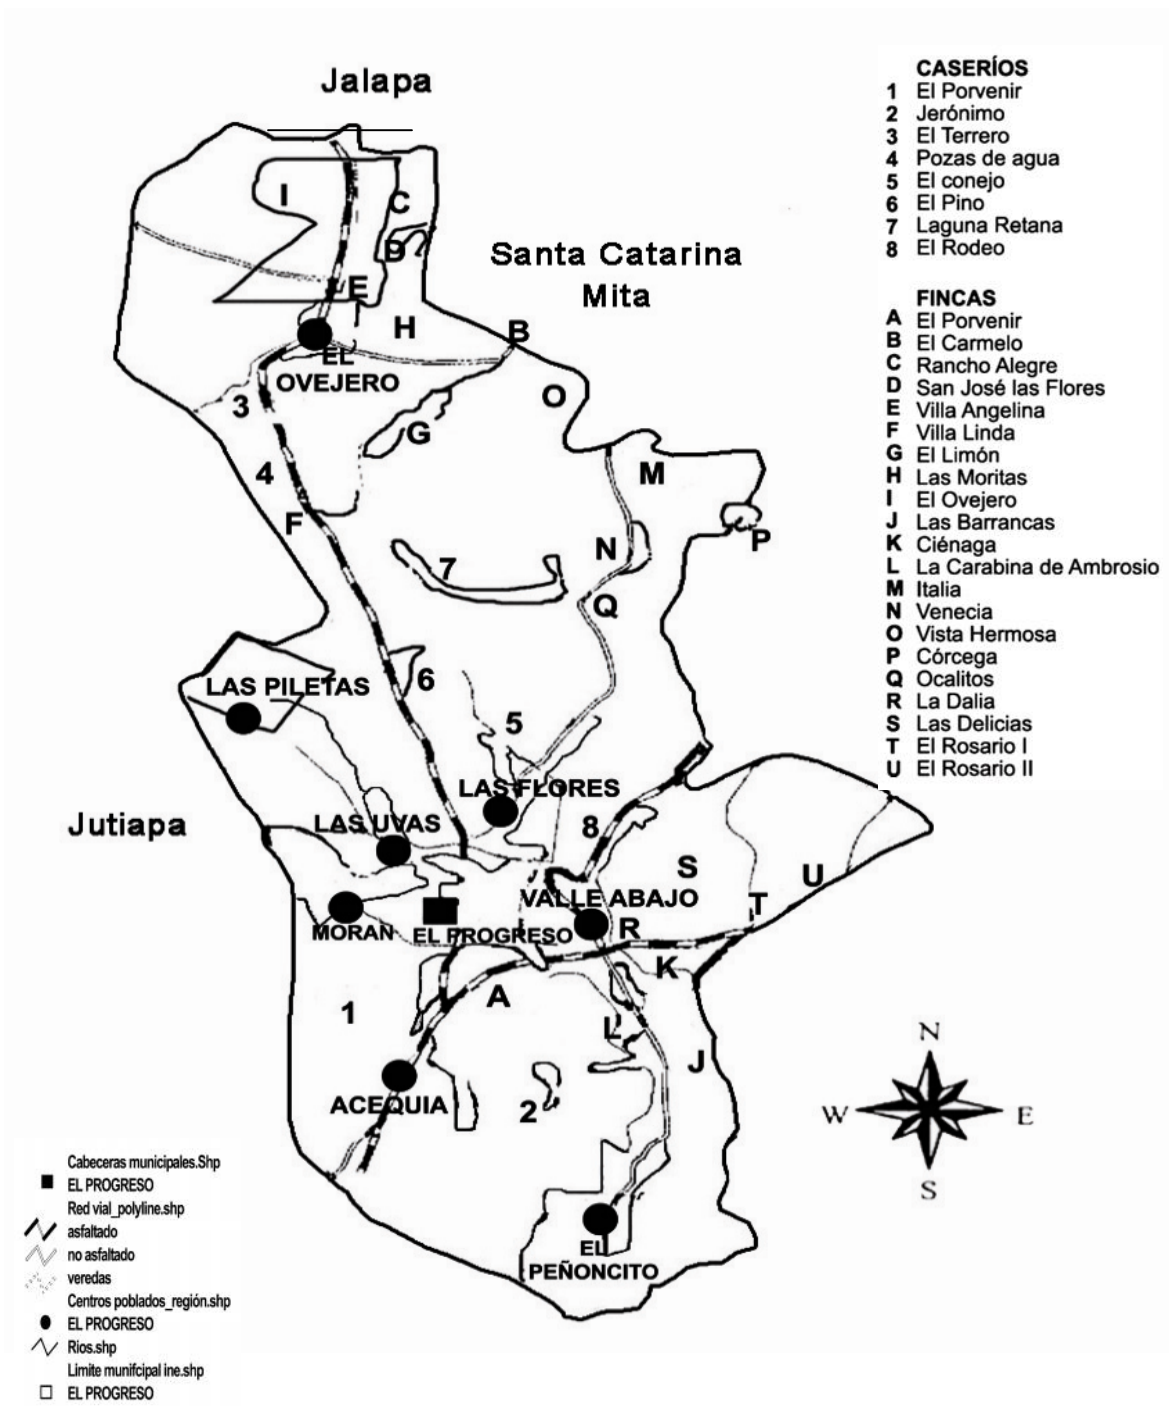 Jalapa
CASERÍOS
1 El Porvenir
2 Jerónimo
3 El Terrero
4 Pozas de agua
5 El conejo
6 El Pino
7 Laguna Retana
8 El Rodeo
FINCAS
A El Porvenir
B El Carmelo
C Rancho Alegre
D San José las Flores
E Villa Angelina
F Villa Linda
G El Limón
H Las Moritas
I El Ovejero
J Las Barrancas
K Ciénaga
L La Carabina de Ambrosio
M Italia
N Venecia
O Vista Hermosa
P Córcega
Q Ocalitos
R La Dalia
S Las Delicias
T El Rosario I
U El Rosario II
I
C
D
Santa Catarina
Mita
E
H
B
EL
OVEJERO
O
3
G
4
M
F
P
N
7
Q
6
LAS PILETAS
5
LAS FLORES
Jutiapa
LAS UVAS
8
S
U
VALLE ABAJO
T
MORAN
EL PROGRESO
R
K
A
1
L
J
ACEQUIA
2
EL
PEÑONCITO
N
W
E
S
Cabeceras municipales.Shp
EL PROGRESO
Red vial_polyline.shp
asfaltado
no asfaltado
veredas
Centros poblados_región.shp
EL PROGRESO
Rios.shp
Limite munifcipal ine.shp
EL PROGRESO